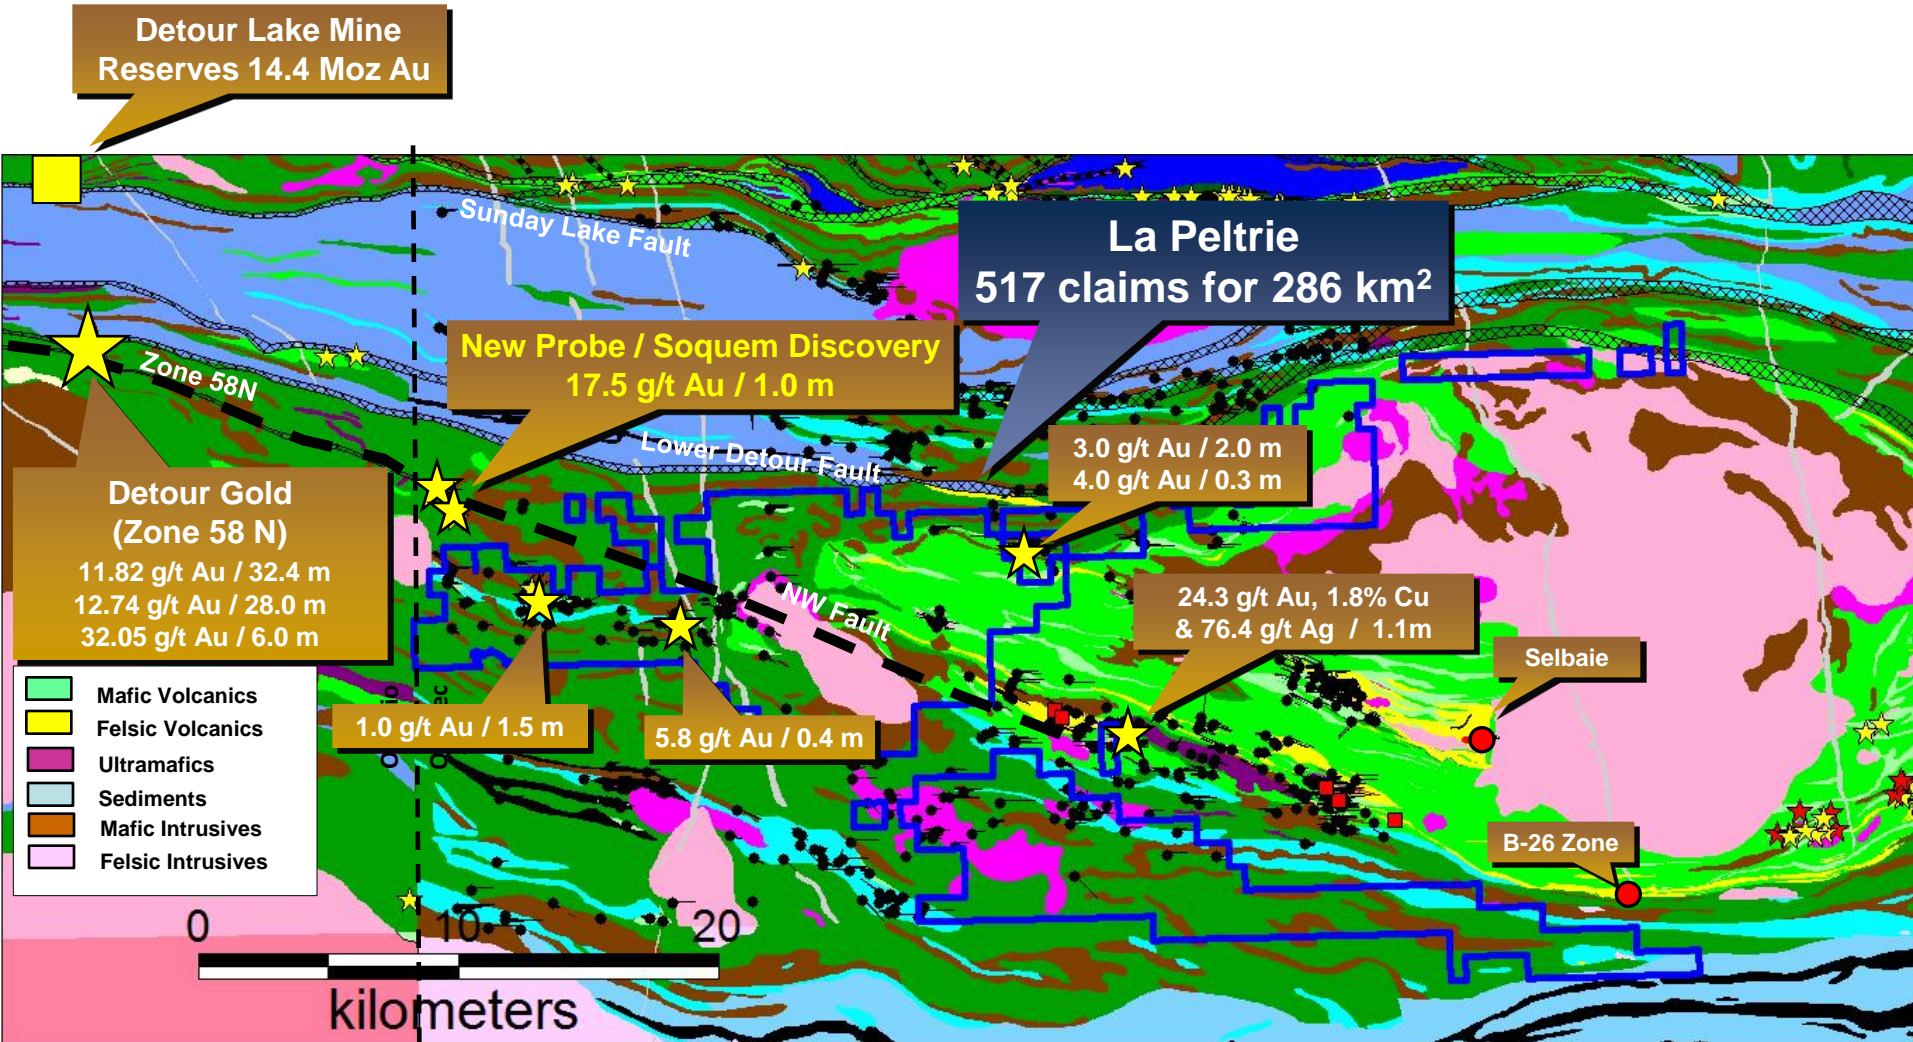 Detour Lake Mine
Reserves 14.4 Moz Au
Sunday Lake Fault
La Peltrie
517 claims for 286 km²
New Probe / Soquem Discovery
17.5 g/t Au / 1.0 m
Zone 58N
Lower Detour Fault
3.0 g/t Au / 2.0 m
4.0 g/t Au / 0.3 m
Detour Gold
(Zone 58 N)
11.82 g/t Au / 32.4 m
12.74 g/t Au / 28.0 m
32.05 g/t Au / 6.0 m
NW Fault
24.3 g/t Au, 1.8% Cu
& 76.4 g/t Ag / 1.1m
Selbaie
1.0 g/t Au / 1.5 m
5.8 g/t Au / 0.4 m
Mafic Volcanics
Felsic Volcanics
Ultramafics
Sediments
Mafic Intrusives
Felsic Intrusives
B-26 Zone
0 10 20
kilometers